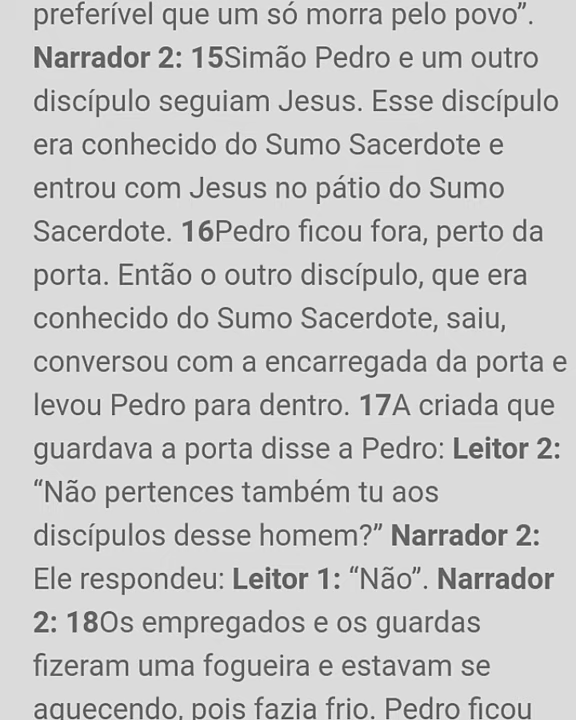 preferível que um só morra pelo povo”.
Narrador 2: 15Simão Pedro e um outro
discípulo seguiam Jesus. Esse discípulo
era conhecido do Sumo Sacerdote e
entrou com Jesus no pátio do Sumo
Sacerdote. 16Pedro ficou fora, perto da
porta. Então o outro discípulo, que era
conhecido do Sumo Sacerdote, saiu,
conversou com a encarregada da porta e
levou Pedro para dentro. 17A criada que
guardava a porta disse a Pedro: Leitor 2:
“Não pertences também tu aos
discípulos desse homem?” Narrador 2:
Ele respondeu: Leitor 1: “Não”. Narrador
2: 18Os empregados e os guardas
fizeram uma fogueira e estavam se
aquecendo, pois fazia frio. Pedro ficou